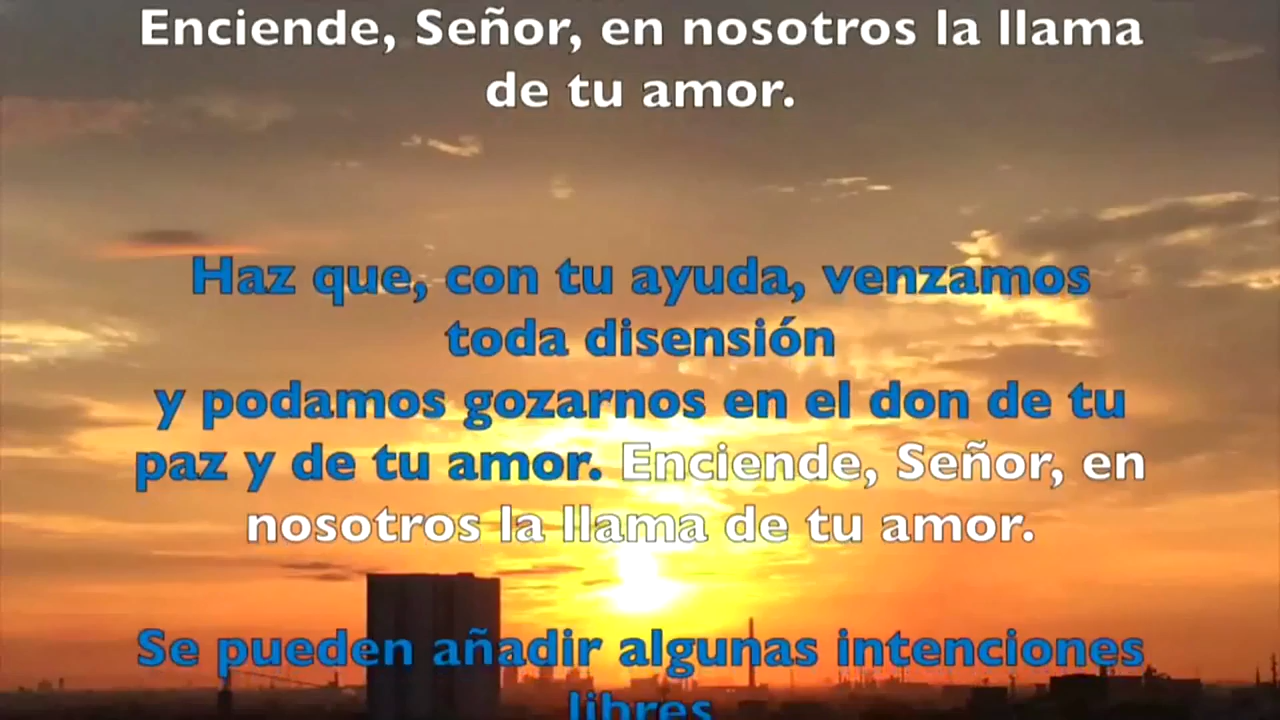 Enciende, Señor, en nosotros la llama
de tu amor.
Haz que, con tu ayuda, venzamos
toda disensión
y podamos gozarnos en el don de tu
paz y de tu amor. Enciende, Señor, en
nosotros la llama de tu amor.
Se pueden añadir algunas intenciones
libres